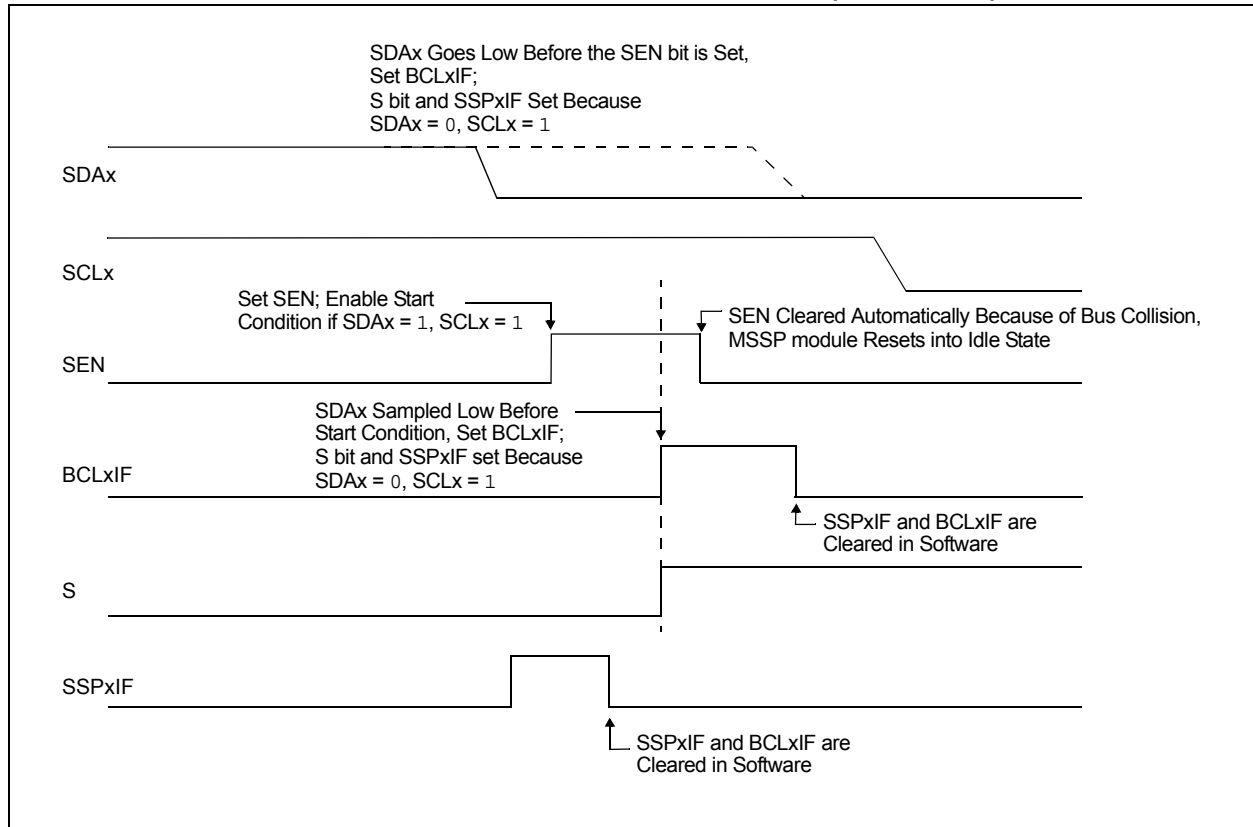 SDAx Goes Low Before the SEN bit is Set,
Set BCLxIF;
S bit and SSPxIF Set Because
SDAx = 0, SCLx = 1
SDAx
SCLx
Set SEN; Enable Start
Condition if SDAx = 1, SCLx = 1
SEN Cleared Automatically Because of Bus Collision,
MSSP module Resets into Idle State
SEN
SDAx Sampled Low Before
Start Condition, Set BCLxIF;
S bit and SSPxIF set Because
SDAx = 0, SCLx = 1
BCLxIF
SSPxIF and BCLxIF are
Cleared in Software
S
SSPxIF
SSPxIF and BCLxIF are
Cleared in Software